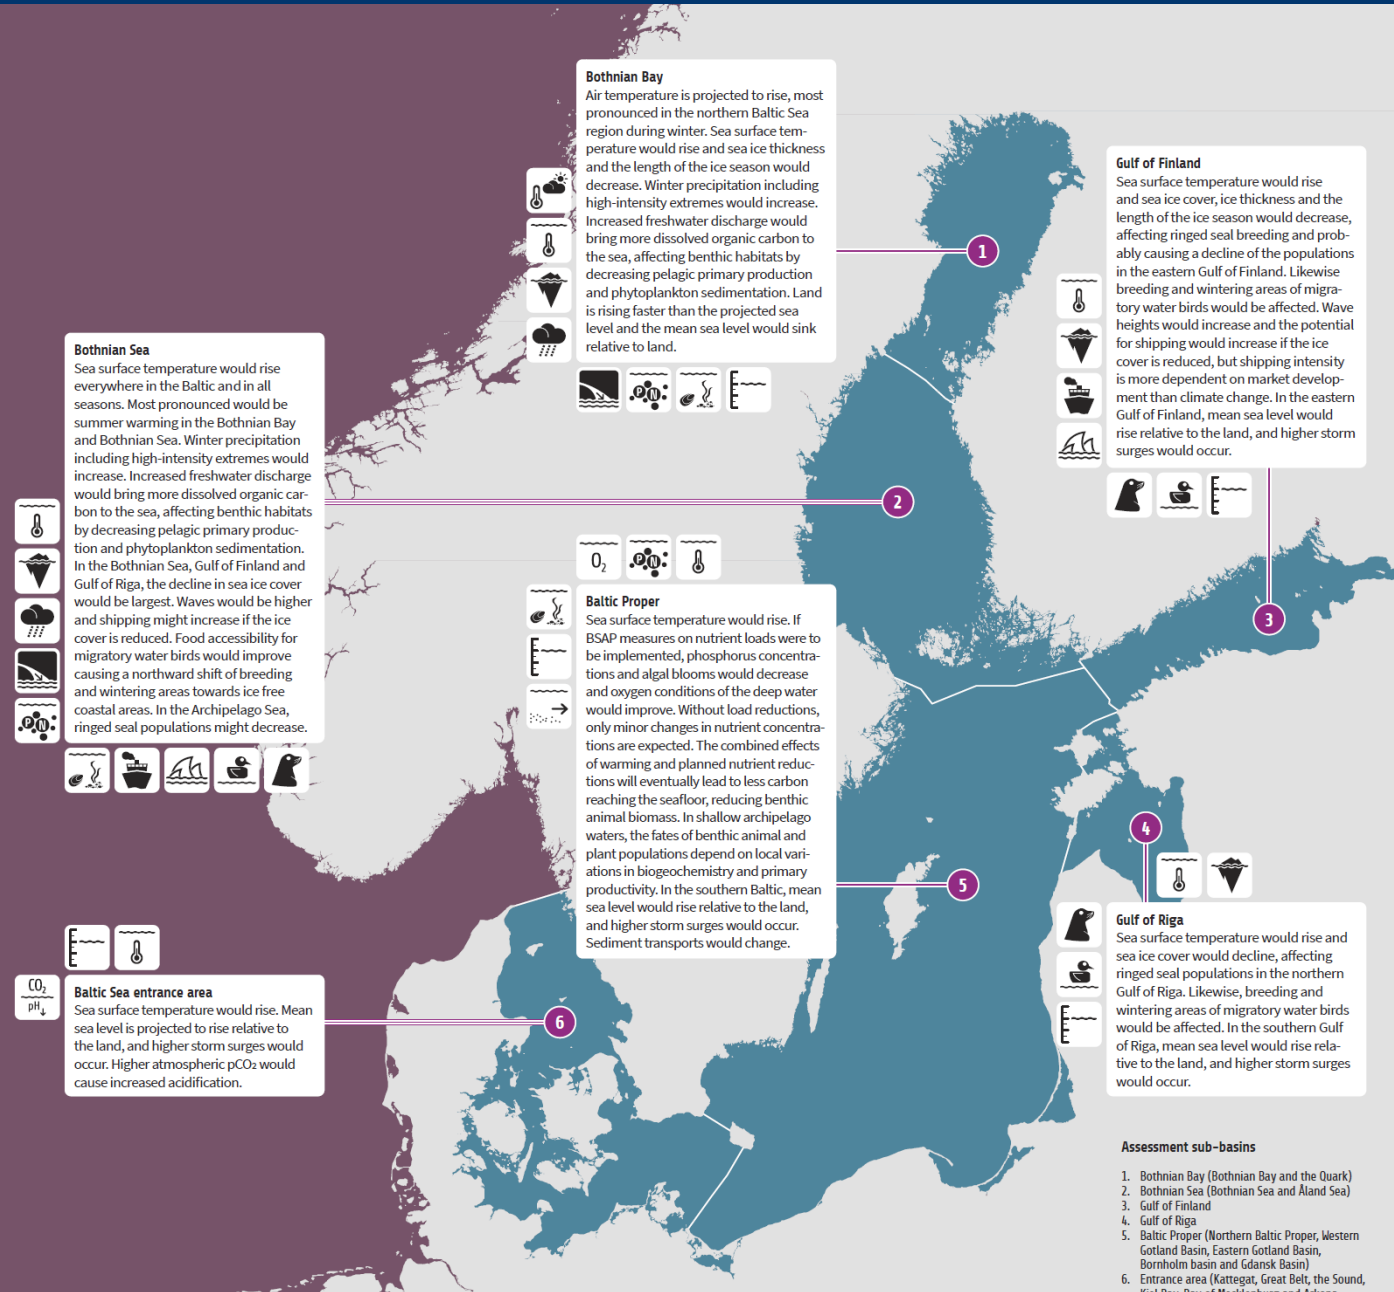 Bothnian Bay
Air temperature is projected to rise, most
pronounced in the northern Baltic Sea
region during winter. Sea surface tem-
perature would rise and sea ice thickness
and the length of the ice season would
decrease. Winter precipitation including
high-intensity extremes would increase.
Increased freshwater discharge would
bring more dissolved organic carbon to
the sea, affecting benthic habitats by
decreasing pelagic primary production
and phytoplankton sedimentation. Land
is rising faster than the projected sea
level and the mean sea level would sink
relative to land.
P N
1
Gulf of Finland
Sea surface temperature would rise
and sea ice cover, ice thickness and the
length of the ice season would decrease,
affecting ringed seal breeding and prob-
ably causing a decline of the populations
in the eastern Gulf of Finland. Likewise
breeding and wintering areas of migra-
tory water birds would be affected. Wave
heights would increase and the potential
for shipping would increase if the ice
cover is reduced, but shipping intensity
is more dependent on market develop-
ment than climate change. In the eastern
Gulf of Finland, mean sea level would
rise relative to the land, and higher storm
surges would occur.
3
Bothnian Sea
Sea surface temperature would rise
everywhere in the Baltic and in all
seasons. Most pronounced would be
summer warming in the Bothnian Bay
and Bothnian Sea. Winter precipitation
including high-intensity extremes would
increase. Increased freshwater discharge
would bring more dissolved organic car-
bon to the sea, affecting benthic habitats
by decreasing pelagic primary produc-
tion and phytoplankton sedimentation.
In the Bothnian Sea, Gulf of Finland and
Gulf of Riga, the decline in sea ice cover
would be largest. Waves would be higher
and shipping might increase if the ice
cover is reduced. Food accessibility for
migratory water birds would improve
causing a northward shift of breeding
and wintering areas towards ice free
coastal areas. In the Archipelago Sea,
ringed seal populations might decrease.
P N
2
O₂
P N
Baltic Proper
Sea surface temperature would rise. If
BSAP measures on nutrient loads were to
be implemented, phosphorus concentra-
tions and algal blooms would decrease
and oxygen conditions of the deep water
would improve. Without load reductions,
only minor changes in nutrient concentra-
tions are expected. The combined effects
of warming and planned nutrient reduc-
tions will eventually lead to less carbon
reaching the seafloor, reducing benthic
animal biomass. In shallow archipelago
waters, the fates of benthic animal and
plant populations depend on local vari-
ations in biogeochemistry and primary
productivity. In the southern Baltic, mean
sea level would rise relative to the land,
and higher storm surges would occur.
Sediment transports would change.
5
4
Gulf of Riga
Sea surface temperature would rise and
sea ice cover would decline, affecting
ringed seal populations in the northern
Gulf of Riga. Likewise, breeding and
wintering areas of migratory water birds
would be affected. In the southern Gulf
of Riga, mean sea level would rise rela-
tive to the land, and higher storm surges
would occur.
CO₂
pH↓
Baltic Sea entrance area
Sea surface temperature would rise. Mean
sea level is projected to rise relative to
the land, and higher storm surges would
occur. Higher atmospheric pCO₂ would
cause increased acidification.
6
Assessment sub-basins
1. Bothnian Bay (Bothnian Bay and the Quark)
2. Bothnian Sea (Bothnian Sea and Åland Sea)
3. Gulf of Finland
4. Gulf of Riga
5. Baltic Proper (Northern Baltic Proper, Western
Gotland Basin, Eastern Gotland Basin,
Bornholm basin and Gdansk Basin)
6. Entrance area (Kattegat, Great Belt, the Sound,